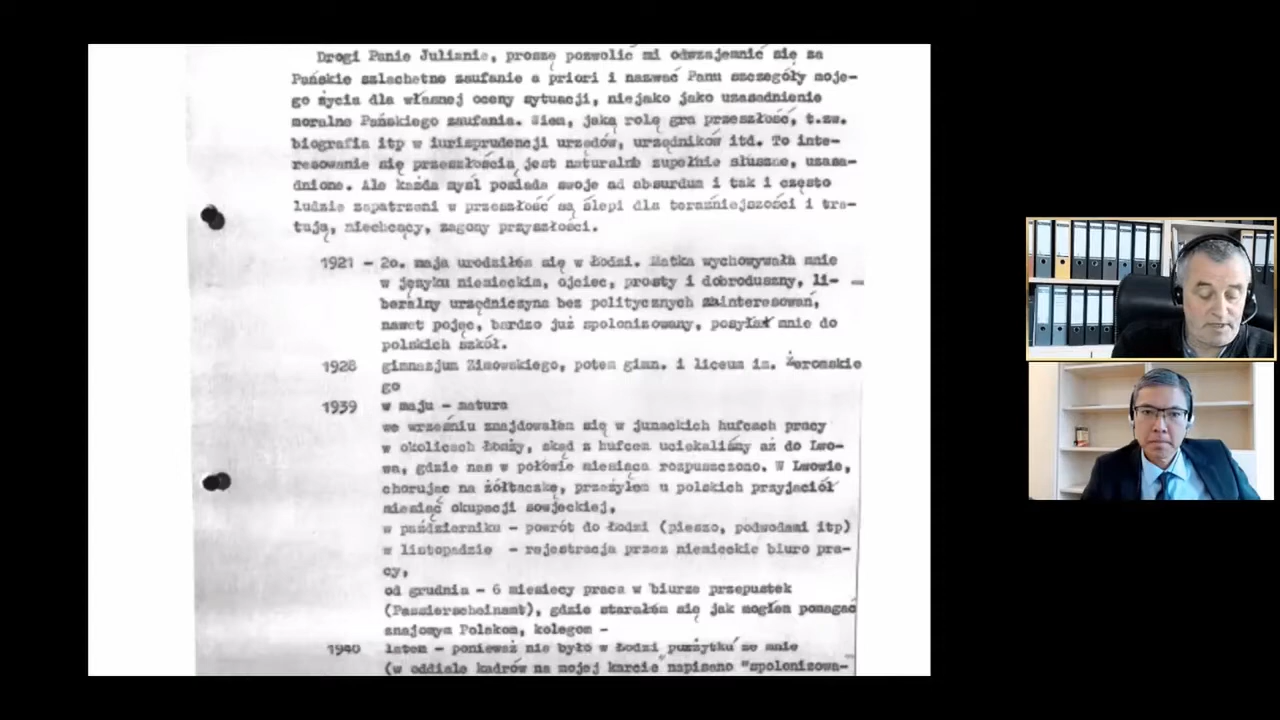 Drogi Panie Julianie, proszę pozwolić mi odwzajemnić się za
Pańskie szlachetne zaufanie a priori i nazwać Panu szczegóły moje-
go życia dla własnej oceny sytuacji, niejako jako uzasadnienie
moralne Pańskiego zaufania. Wiem, jaką rolę gra przeszłość, t.zw.
biografia itp w iurisprudencji urzędów, urzędników itd. To inte-
resowanie się przeszłością jest naturalnie zupełnie słuszne, uzasa-
dnione. Ale każda myśl posiada swoje ad absurdum i tak i często
ludzie zapatrzeni w przeszłość są ślepi dla teraźniejszości i tra-
tują, niechcący, zagony przyszłości.
1921 - 2o. maja urodziłem się w Łodzi. Matka wychowywała mnie
w języku niemieckim, ojciec, prosty i dobroduszny, li-
beralny urzędniczyna bez politycznych zainteresowań,
nawet pojęć, bardzo już spolonizowany, posyłał mnie do
polskich szkół.
1928 gimnazjum Zimowskiego, potem gimn. i liceum im. Żeromskie
go
1939 w maju - matura
we wrześniu znajdowałem się w junackich hufcach pracy
w okolicach Łomży, skąd z hufcem uciekaliśmy aż do Lwo-
wa, gdzie nas w połowie miesiąca rozpuszczono. W Lwowie,
chorując na żółtaczkę, przeżyłem u polskich przyjaciół
miesiąc okupacji sowjeckiej,
w październiku - powrót do Łodzi (pieszo, podwodami itp)
w listopadzie - rejestracja przez niemieckie biuro pra-
cy,
od grudnia - 6 miesięcy praca w biurze przepustek
(Passierscheinamt), gdzie starałem się jak mogłem pomagać
znajomym Polakom, kolegom -
1940 latem - ponieważ nie było w Łodzi pużytku ze mnie
(w oddziale kadrów na mojej karcie napisano "spolonizowa-